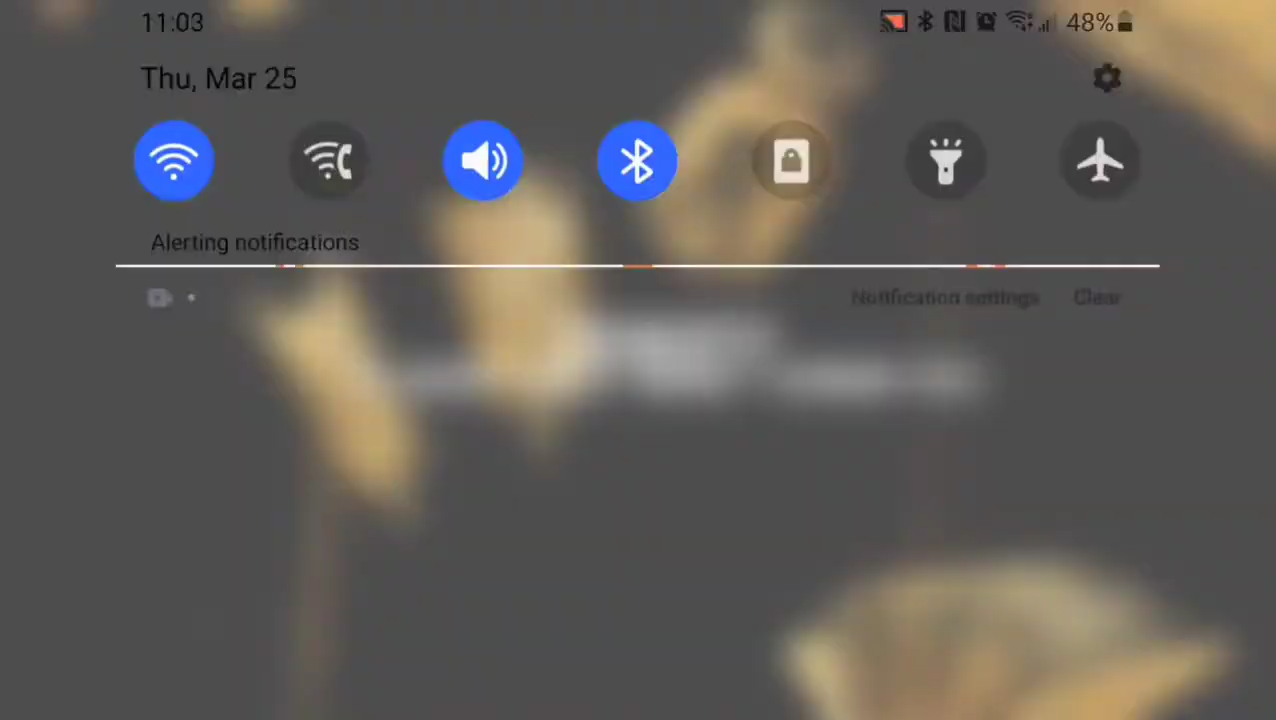 11:03
48%
Thu, Mar 25
Alerting notifications
Notification settings
Clear